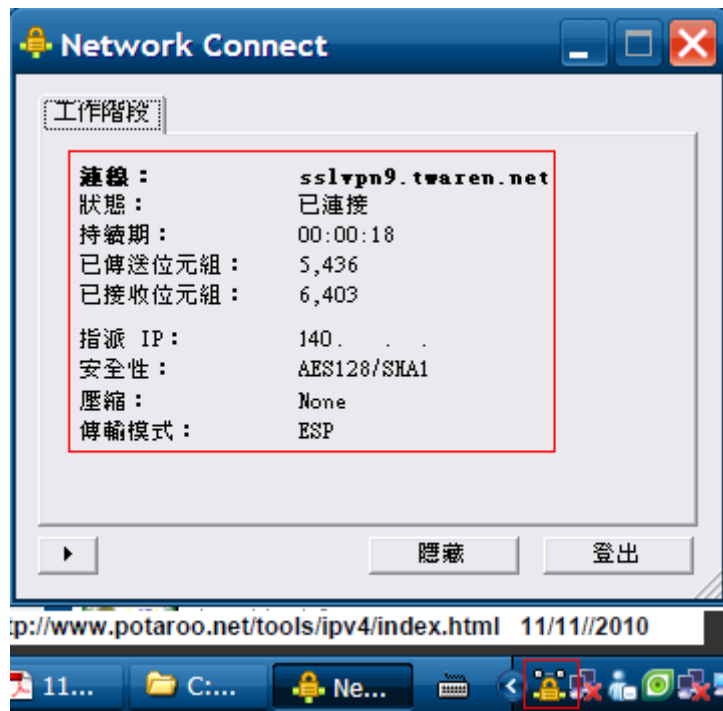 Network Connect
工作階段
連線： sslvpn9.twaren.net
狀態： 已連接
持續期： 00:00:18
已傳送位元組： 5,436
已接收位元組： 6,403
指派 IP： 140. . .
安全性： AES128/SHA1
壓縮： None
傳輸模式： ESP
隱藏 登出
tp://www.potaroo.net/tools/ipv4/index.html 11/11//2010
11... C:... Ne...